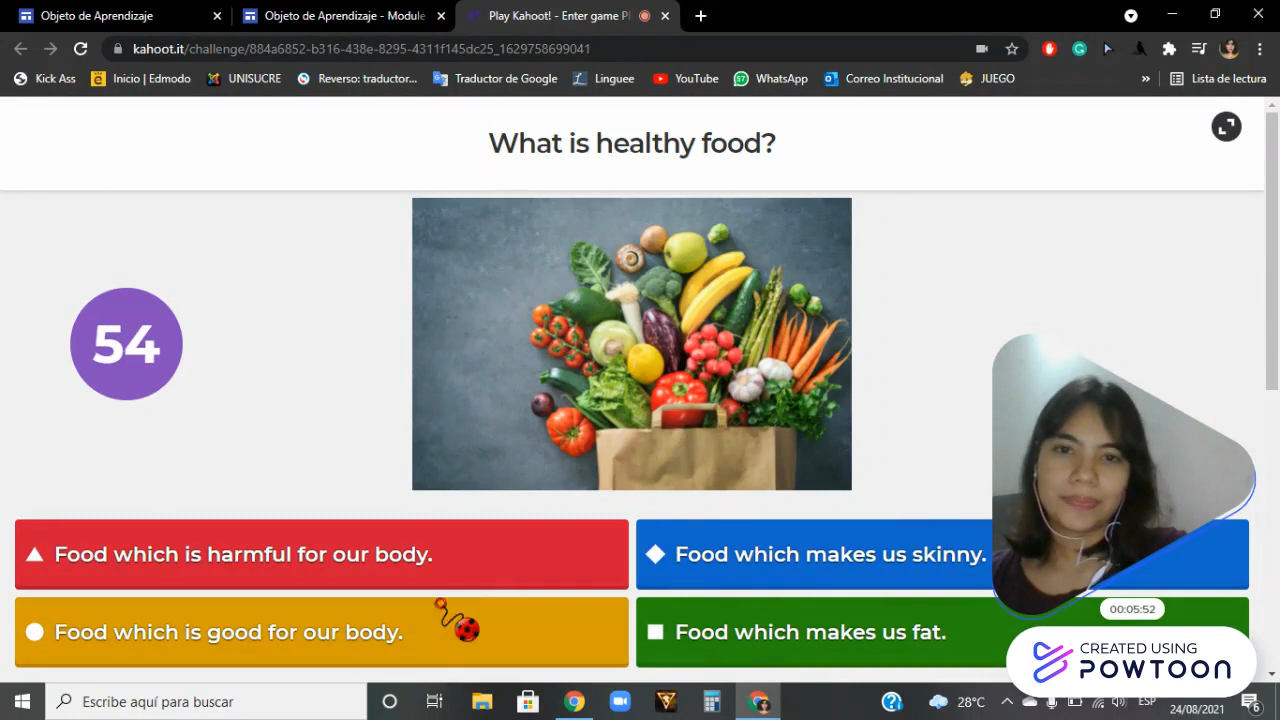 Objeto de Aprendizaje
Objeto de Aprendizaje - Module
Play Kahoot! - Enter game P
kahoot.it/challenge/884a6852-b316-438e-8295-4311f145dc25_1629758699041
Kick Ass
Inicio | Edmodo
UNISUCRE
Reverso: traductor...
Traductor de Google
Linguee
YouTube
57
WhatsApp
Correo Institucional
JUEGO
»
Lista de lectura
What is healthy food?
54
Food which is harmful for our body.
Food which makes us skinny.
Food which is good for our body.
Food which makes us fat.
00:05:52
CREATED USING
POWTOON
Escribe aquí para buscar
28°C
ESP
24/08/2021
6